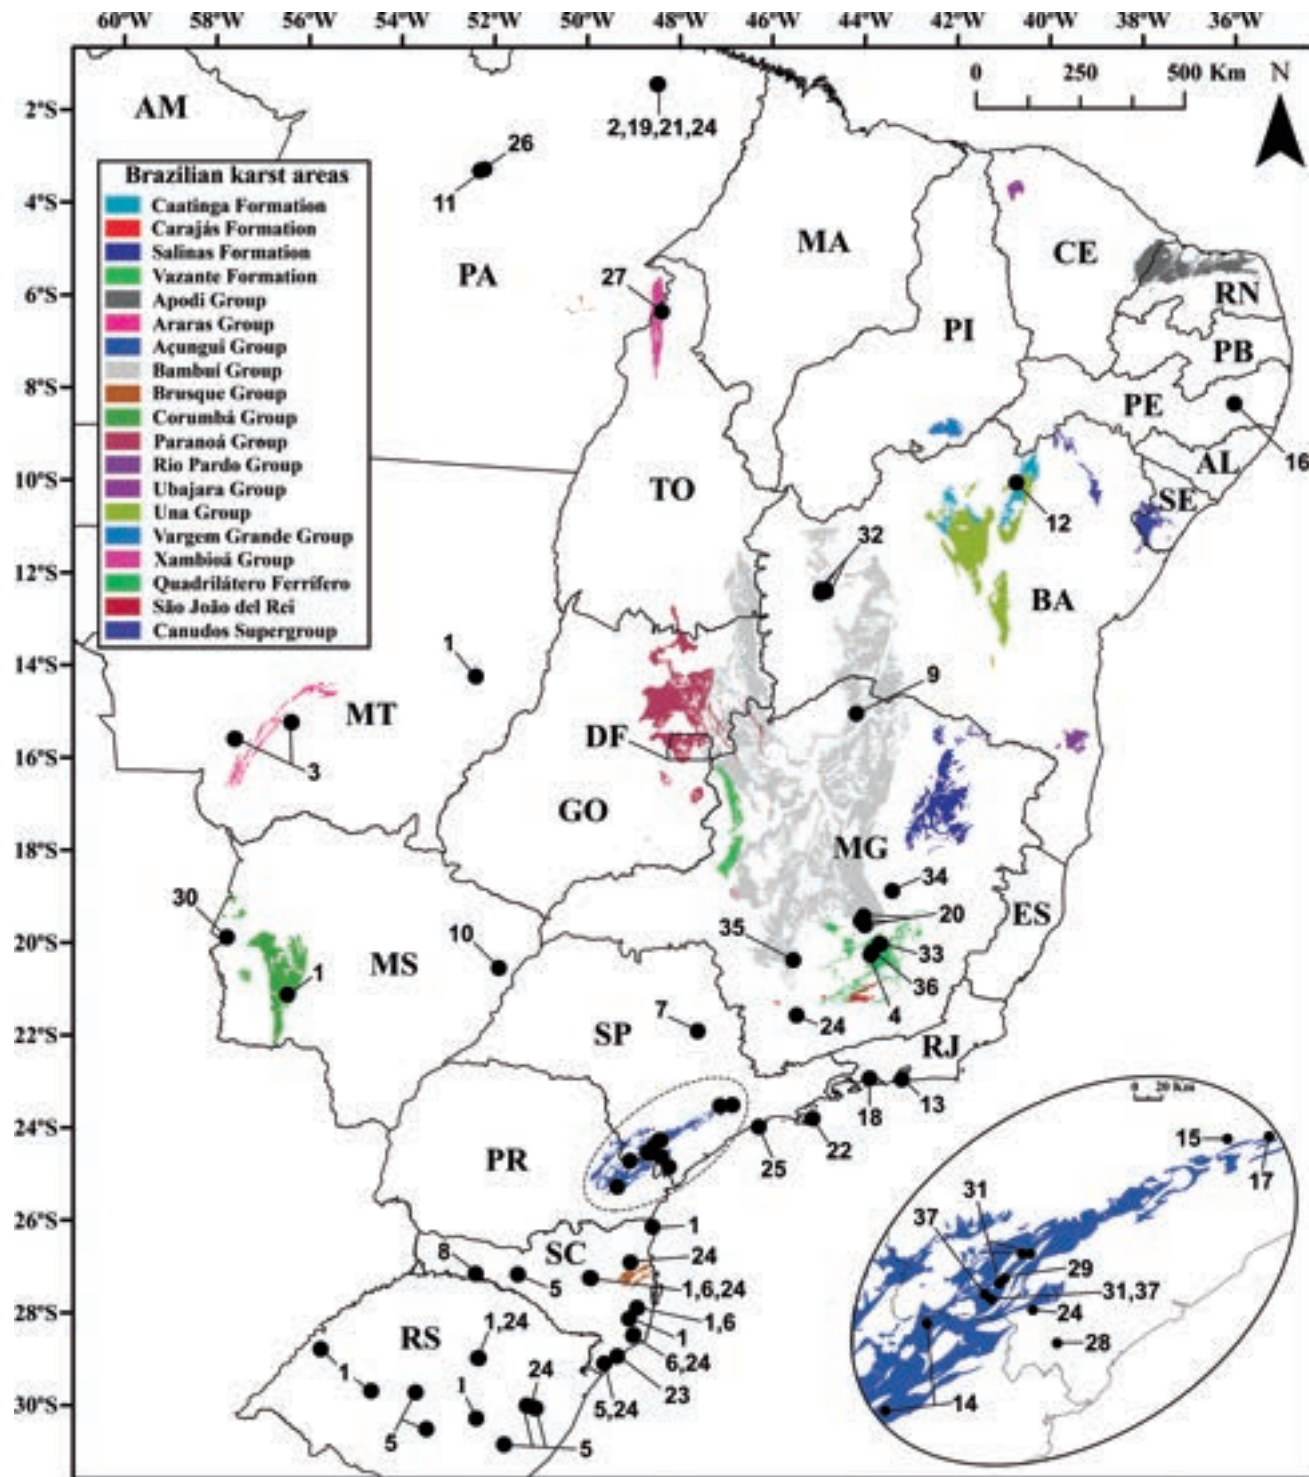 60°W 58°W 56°W 54°W 52°W 50°W 48°W 46°W 44°W 42°W 40°W 38°W 36°W
0 250 500 Km N
2°S
4°S
6°S
8°S
10°S
12°S
14°S
16°S
18°S
20°S
22°S
24°S
26°S
28°S
30°S
AM
2,19,21,24
26
11
PA
MA
CE
RN
PB
PI
PE
AL
SE
16
27
TO
12
32
BA
Brazilian karst areas
Caatinga Formation
Carajás Formation
Salinas Formation
Vazante Formation
Apodi Group
Araras Group
Açungui Group
Bambuí Group
Brusque Group
Corumbá Group
Paranoá Group
Rio Pardo Group
Ubajara Group
Una Group
Vargem Grande Group
Xambioá Group
Quadrilátero Ferrífero
São João del Rei
Canudos Supergroup
1
9
MT
DF
3
GO
MG
34
ES
30
20
35
33
10
MS
1
36
4
24
7
SP
RJ
18
13
22
25
PR
1
SC
24
8
5
1,6,24
1,6
1
6,24
23
5,24
RS
1,24
1
1
24
5
5
0 20 Km
15
17
31
37
29
31,37
24
28
14